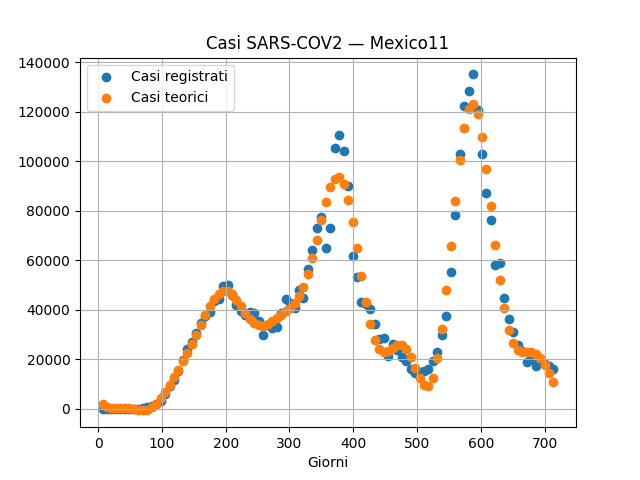 Casi SARS-COV2 — Mexico11
Casi registrati
Casi teorici
140000
120000
100000
80000
60000
40000
20000
0
0 100 200 300 400 500 600 700
Giorni